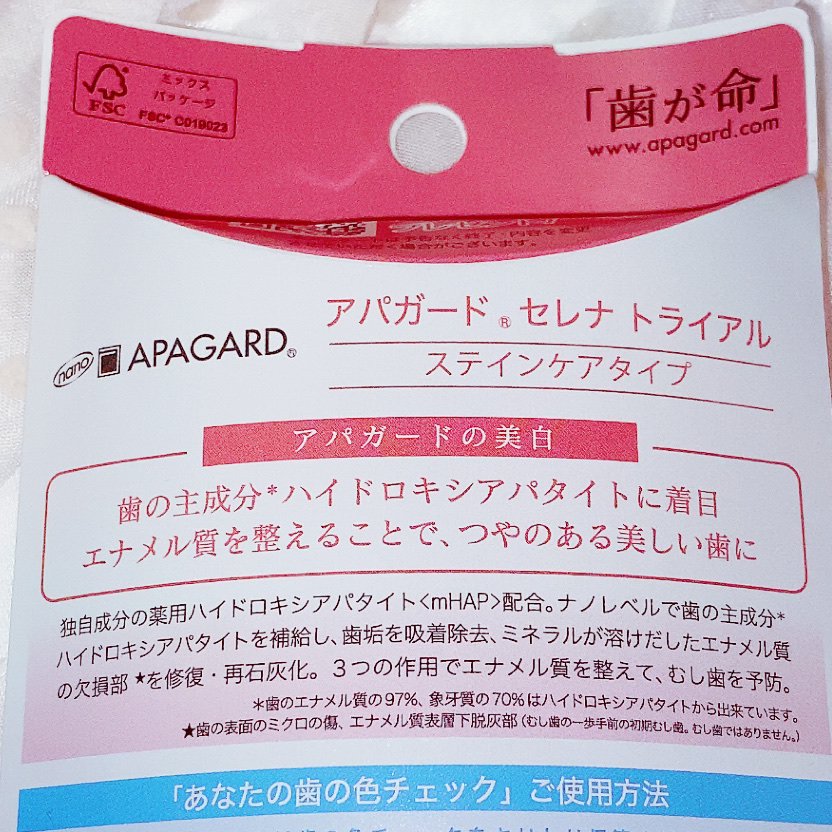 ミックス
パッケージ
FSC
FSC® C019023
「歯が命」
www.apagard.com
nano APAGARD®
アパガード® セレナ トライアル
ステインケアタイプ
アパガードの美白
歯の主成分*ハイドロキシアパタイトに着目
エナメル質を整えることで、つやのある美しい歯に
独自成分の薬用ハイドロキシアパタイト<mHAP>配合。ナノレベルで歯の主成分*
ハイドロキシアパタイトを補給し、歯垢を吸着除去、ミネラルが溶けだしたエナメル質
の欠損部★を修復・再石灰化。3つの作用でエナメル質を整えて、むし歯を予防。
*歯のエナメル質の97%、象牙質の70%はハイドロキシアパタイトから出来ています。
★歯の表面のミクロの傷、エナメル質表層下脱灰部(むし歯の一歩手前の初期むし歯。むし歯ではありません。)
「あなたの歯の色チェック」ご使用方法